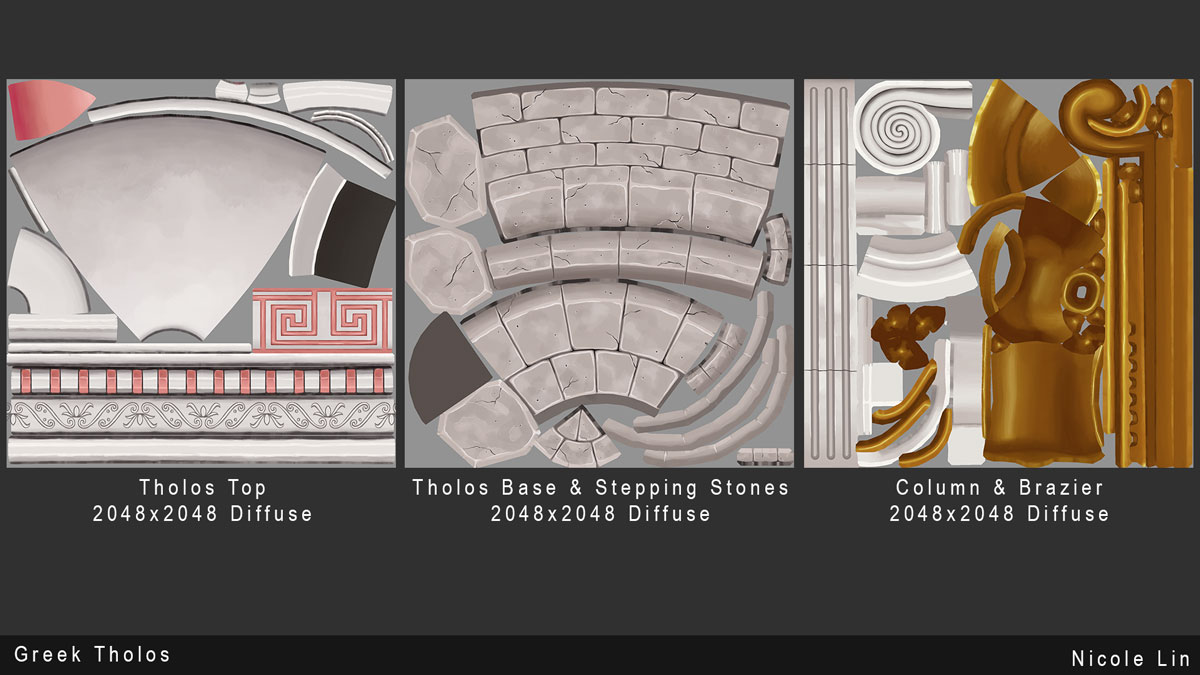 Tholos Top
2048x2048 Diffuse
Tholos Base & Stepping Stones
2048x2048 Diffuse
Column & Brazier
2048x2048 Diffuse
Greek Tholos
Nicole Lin